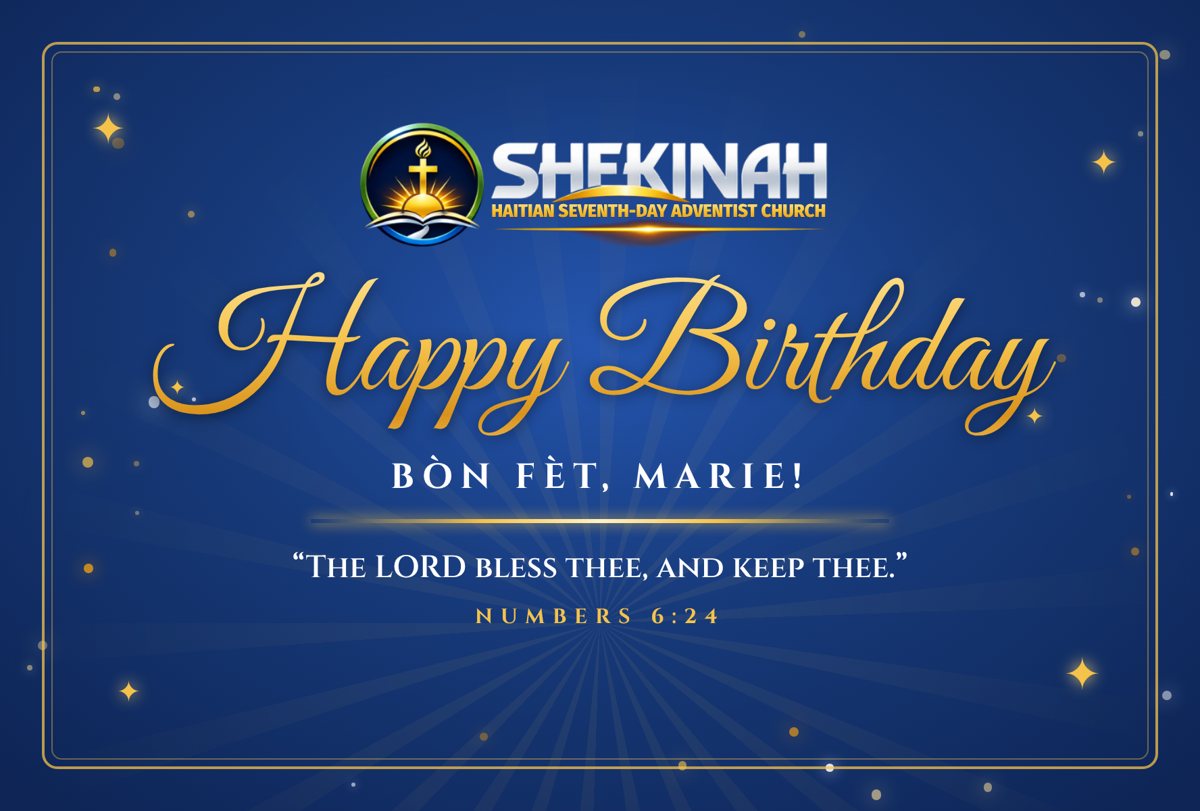 SHEKINAH
HAITIAN SEVENTH-DAY ADVENTIST CHURCH
Happy Birthday
BÒN FÈT, MARIE!
“THE LORD BLESS THEE, AND KEEP THEE.”
NUMBERS 6:24